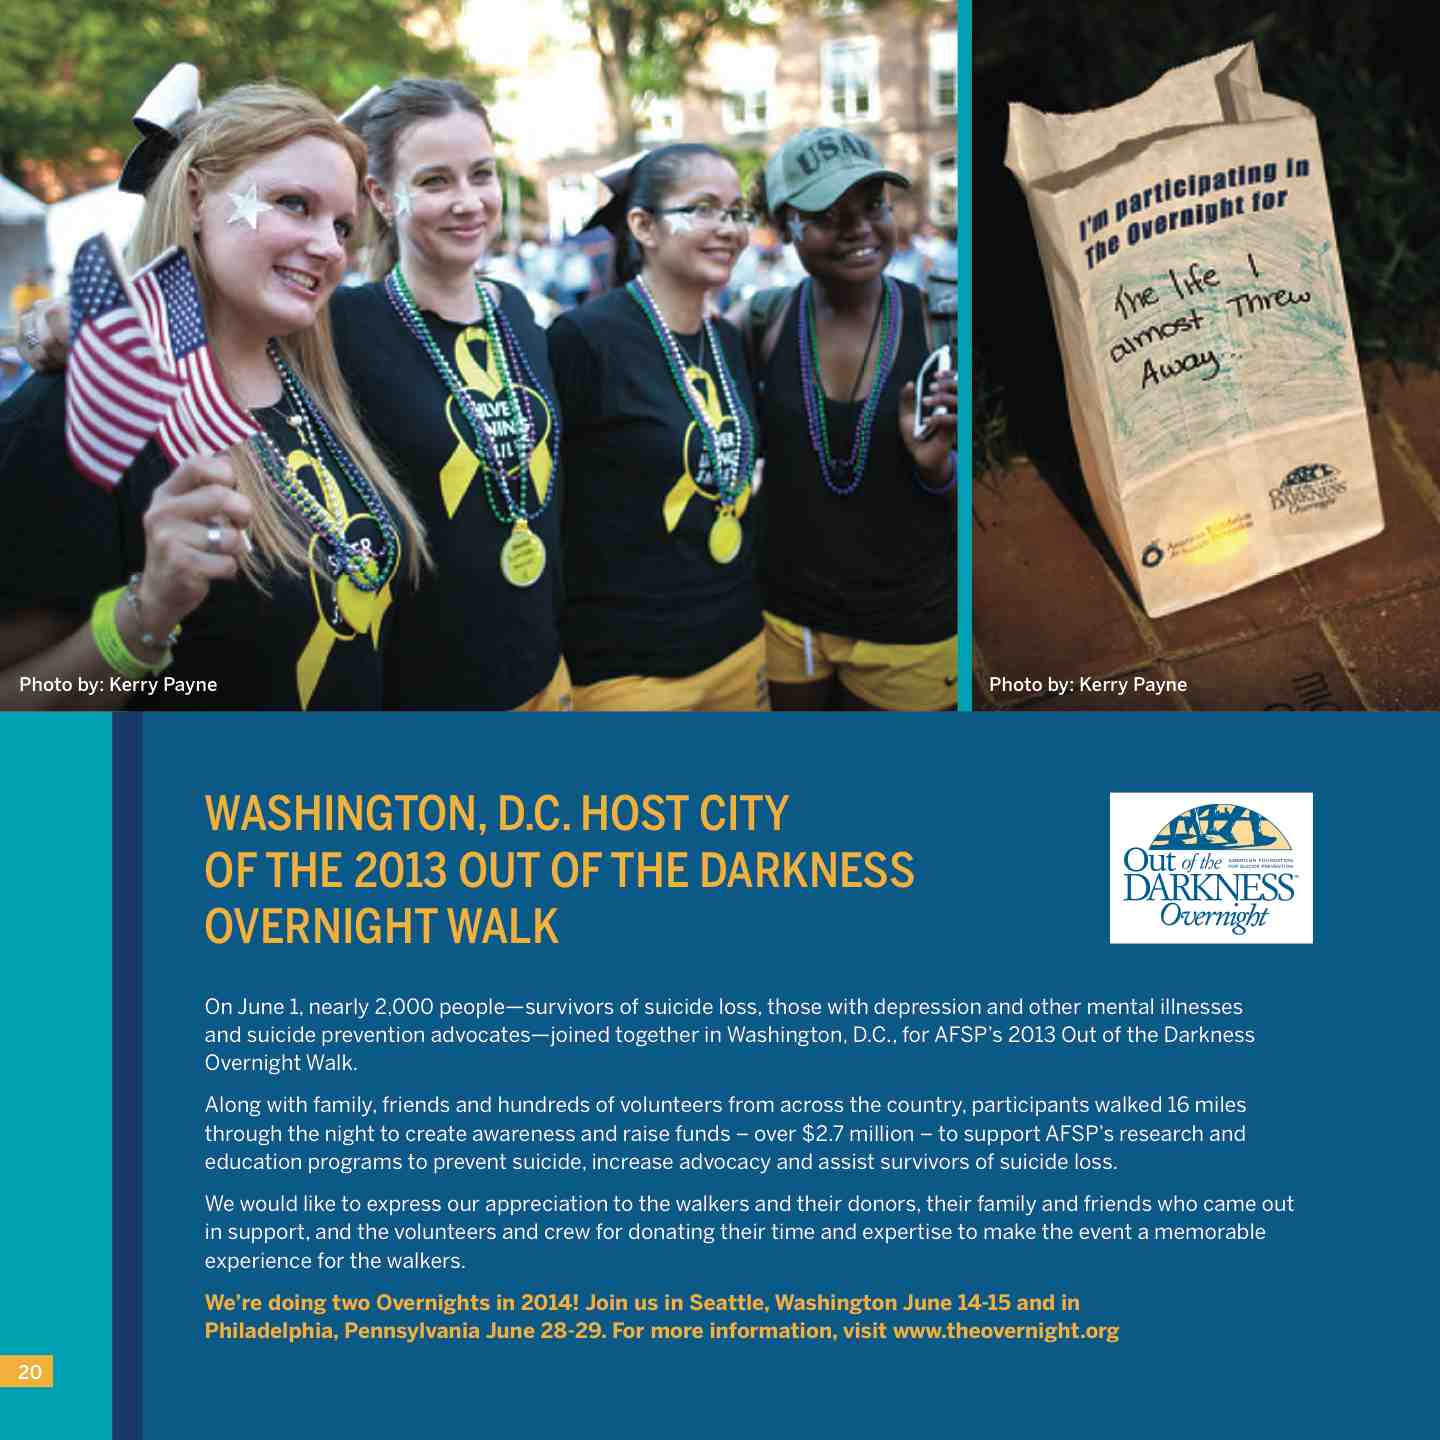 USA
I'm participating in
The Overnight for
The life I
almost Threw
Away...
Out of the
DARKNESS
Overnight
American Foundation
for Suicide Prevention
Photo by: Kerry Payne
Photo by: Kerry Payne
WASHINGTON, D.C. HOST CITY
OF THE 2013 OUT OF THE DARKNESS
OVERNIGHT WALK
Out of the
AMERICAN FOUNDATION
FOR SUICIDE PREVENTION
DARKNESS™
Overnight
On June 1, nearly 2,000 people—survivors of suicide loss, those with depression and other mental illnesses
and suicide prevention advocates—joined together in Washington, D.C., for AFSP's 2013 Out of the Darkness
Overnight Walk.
Along with family, friends and hundreds of volunteers from across the country, participants walked 16 miles
through the night to create awareness and raise funds – over $2.7 million – to support AFSP's research and
education programs to prevent suicide, increase advocacy and assist survivors of suicide loss.
We would like to express our appreciation to the walkers and their donors, their family and friends who came out
in support, and the volunteers and crew for donating their time and expertise to make the event a memorable
experience for the walkers.
We're doing two Overnights in 2014! Join us in Seattle, Washington June 14-15 and in
Philadelphia, Pennsylvania June 28-29. For more information, visit www.theovernight.org
20